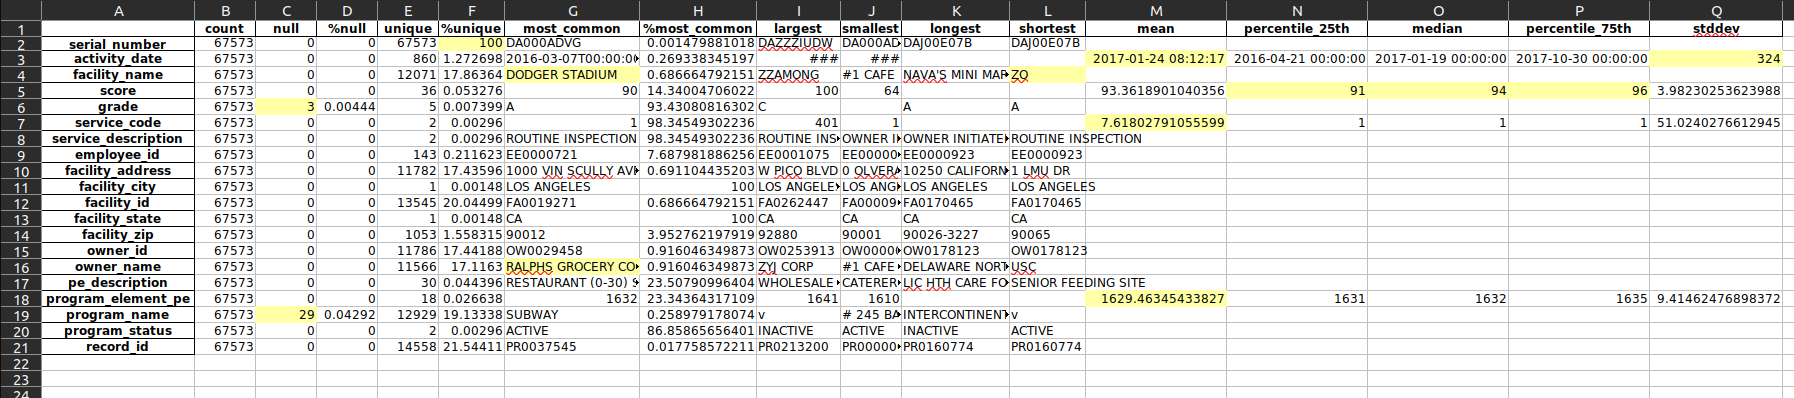 A B C D E F G H I J K L M N O P Q
1 count null %null unique %unique most_common %most_common largest smallest longest shortest mean percentile_25th median percentile_75th stddev
2 serial_number 67573 0 0 67573 100 DA000ADVG 0.001479881018 DAZZZIUDW DA000AD DAJ00E07B DAJ00E07B
3 activity_date 67573 0 0 860 1.272698 2016-03-07T00:00:0 0.269338345197 ### ### 2017-01-24 08:12:17 2016-04-21 00:00:00 2017-01-19 00:00:00 2017-10-30 00:00:00 324
4 facility_name 67573 0 0 12071 17.86364 DODGER STADIUM 0.686664792151 ZZAMONG #1 CAFE NAVA'S MINI MAR ZO
5 score 67573 0 0 36 0.053276 90 14.34004706022 100 64 93.3618901040356 91 94 96 3.98230253623988
6 grade 67573 3 0.00444 5 0.007399 A 93.43080816302 C A A
7 service_code 67573 0 0 2 0.00296 1 98.34549302236 401 1 7.61802791055599 1 1 1 51.0240276612945
8 service_description 67573 0 0 2 0.00296 ROUTINE INSPECTION 98.34549302236 ROUTINE INS OWNER I OWNER INITIATE ROUTINE INSPECTION
9 employee_id 67573 0 0 143 0.211623 EE0000721 7.687981886256 EE0001075 EE00000 EE0000923 EE0000923
10 facility_address 67573 0 0 11782 17.43596 1000 VIN SCULLY AV 0.691104435203 W PICO BLVD 0 OLVER 10250 CALIFORN 1 LMU DR
11 facility_city 67573 0 0 1 0.00148 LOS ANGELES 100 LOS ANGELE LOS ANG LOS ANGELES LOS ANGELES
12 facility_id 67573 0 0 13545 20.04499 FA0019271 0.686664792151 FA0262447 FA00009 FA0170465 FA0170465
13 facility_state 67573 0 0 1 0.00148 CA 100 CA CA CA CA
14 facility_zip 67573 0 0 1053 1.558315 90012 3.952762197919 92880 90001 90026-3227 90065
15 owner_id 67573 0 0 11786 17.44188 OW0029458 0.916046349873 OW0253913 OW0000 OW0178123 OW0178123
16 owner_name 67573 0 0 11566 17.1163 RALPHS GROCERY CO 0.916046349873 ZYJ CORP #1 CAFE DELAWARE NORT USC
17 pe_description 67573 0 0 30 0.044396 RESTAURANT (0-30) S 23.50790996404 WHOLESALE CATERER LIC HTH CARE FO SENIOR FEEDING SITE
18 program_element_pe 67573 0 0 18 0.026638 1632 23.34364317109 1641 1610 1629.46345433827 1631 1632 1635 9.41462476898372
19 program_name 67573 29 0.04292 12929 19.13338 SUBWAY 0.258979178074 v # 245 BA INTERCONTINENT v
20 program_status 67573 0 0 2 0.00296 ACTIVE 86.85865656401 INACTIVE ACTIVE INACTIVE ACTIVE
21 record_id 67573 0 0 14558 21.54411 PR0037545 0.017758572211 PR0213200 PR00000 PR0160774 PR0160774
22
23
24